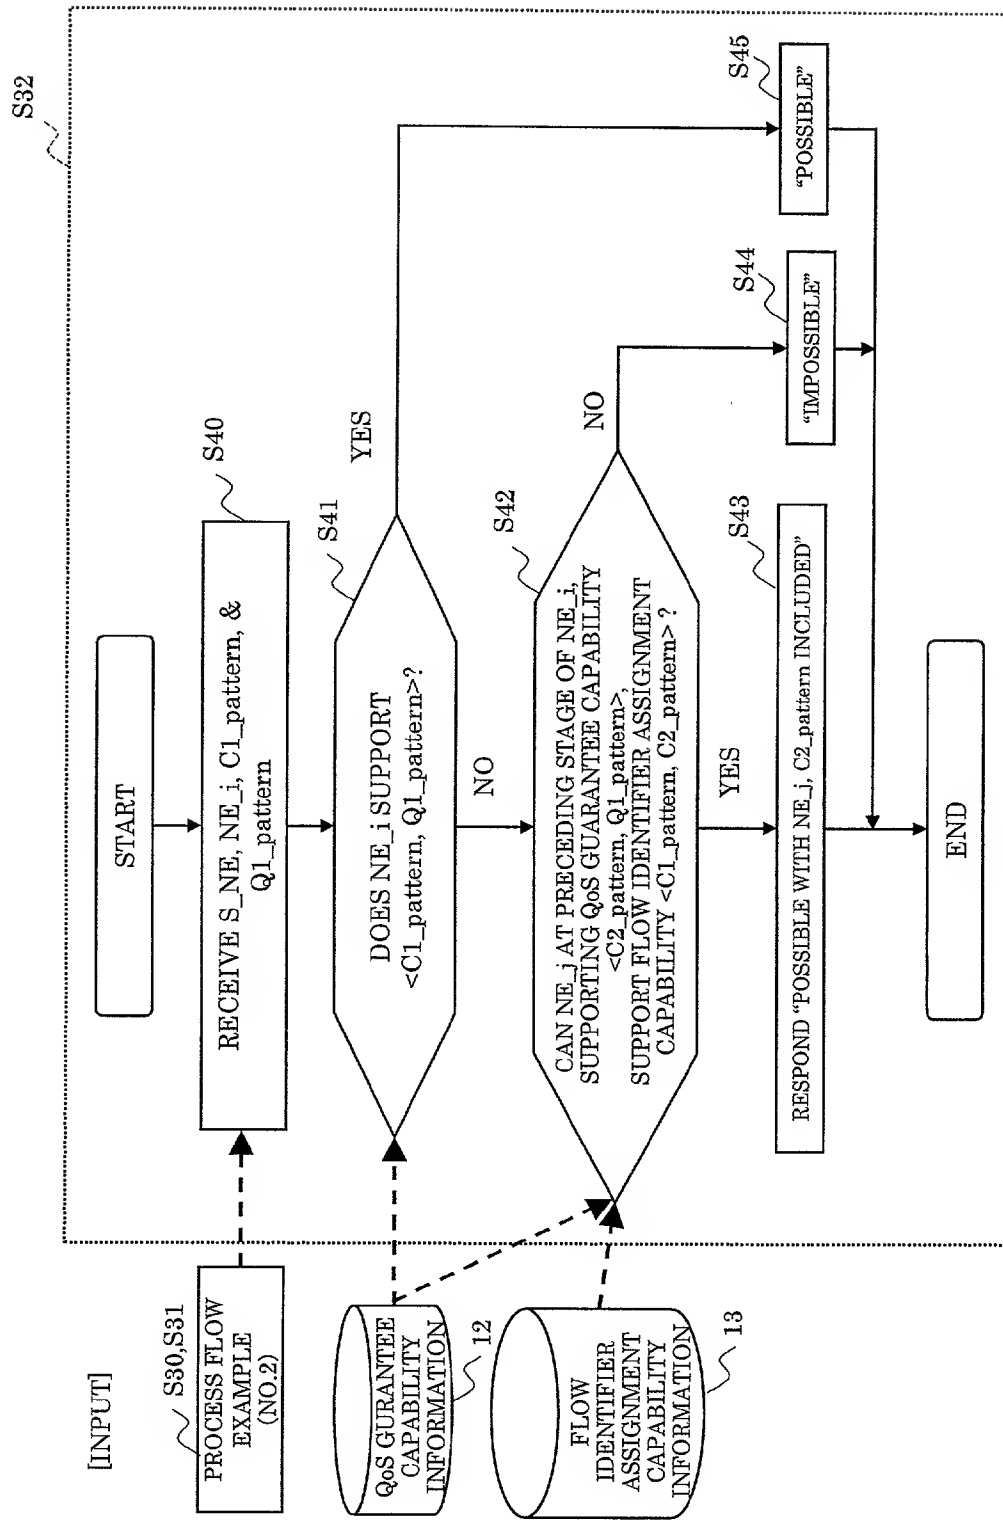 S32
[INPUT]
S30,S31
PROCESS FLOW
EXAMPLE
(NO.2)
QoS GURANTEE
CAPABILITY
INFORMATION
12
FLOW
IDENTIFIER
ASSIGNMENT
CAPABILITY
INFORMATION
13
START
S40
RECEIVE S_NE, NE_i, C1_pattern, &
Q1_pattern
S41
DOES NE_i SUPPORT
<C1_pattern, Q1_pattern>?
YES
NO
S42
CAN NE_j AT PRECEDING STAGE OF NE_i,
SUPPORTING QoS GUARANTEE CAPABILITY
<C2_pattern, Q1_pattern>,
SUPPORT FLOW IDENTIFIER ASSIGNMENT
CAPABILITY <C1_pattern, C2_pattern> ?
NO
YES
S43
RESPOND “POSSIBLE WITH NE_j, C2_pattern INCLUDED”
S44
“IMPOSSIBLE”
S45
“POSSIBLE”
END